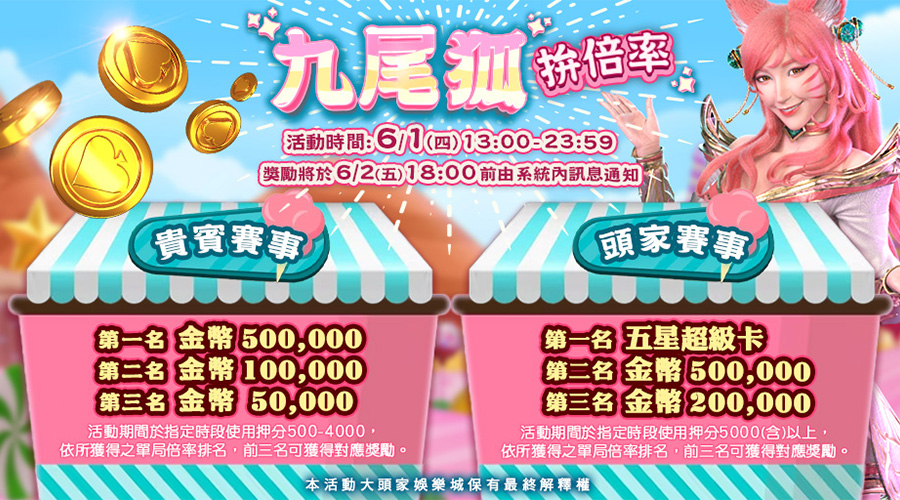 九尾狐 拚倍率
活動時間:6/1(四)13:00-23:59
獎勵將於6/2(五)18:00前由系統內訊息通知
貴賓賽事
第一名 金幣 500,000
第二名 金幣 100,000
第三名 金幣 50,000
活動期間於指定時段使用押分500-4000，
依所獲得之單局倍率排名，前三名可獲得對應獎勵。
頭家賽事
第一名 五星超級卡
第二名 金幣 500,000
第三名 金幣 200,000
活動期間於指定時段使用押分5000(含)以上，
依所獲得之單局倍率排名，前三名可獲得對應獎勵。
本活動大頭家娛樂城保有最終解釋權